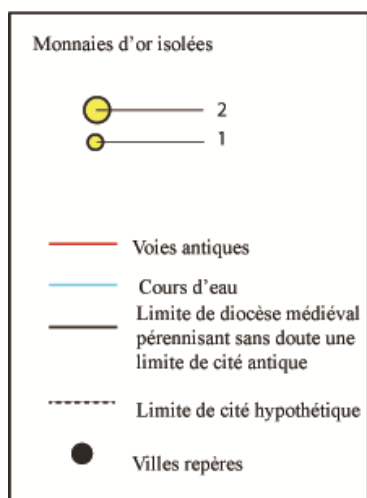 Monnaies d'or isolées
2
1
Voies antiques
Cours d'eau
Limite de diocèse médiéval
pérennisant sans doute une
limite de cité antique
Limite de cité hypothétique
Villes repères